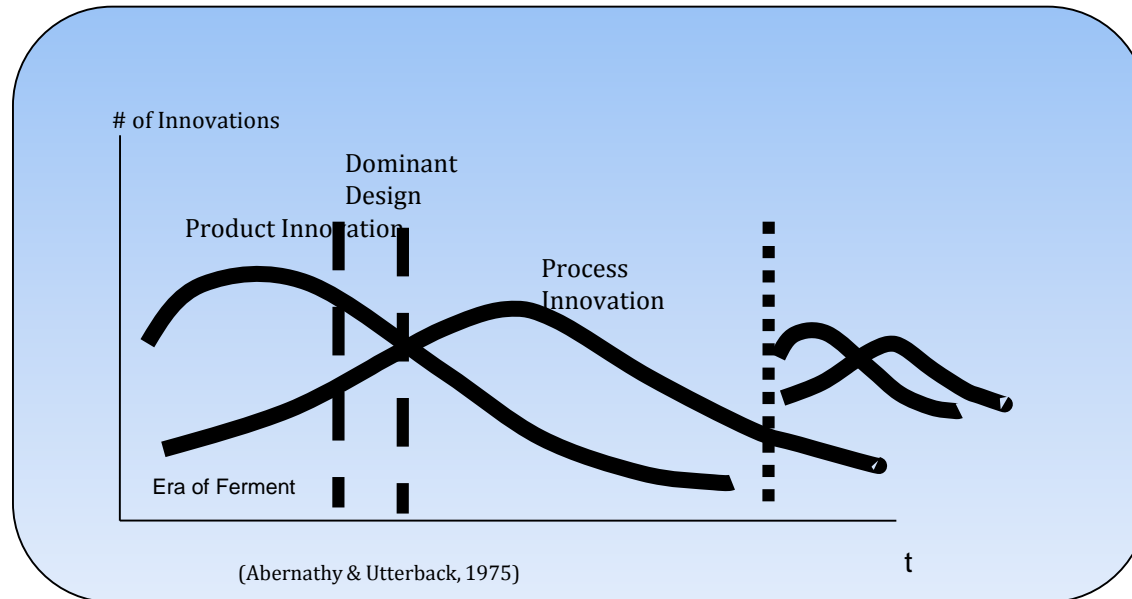 # of Innovations
Dominant
Design
Product Innovation
Process
Innovation
Era of Ferment
t
(Abernathy & Utterback, 1975)